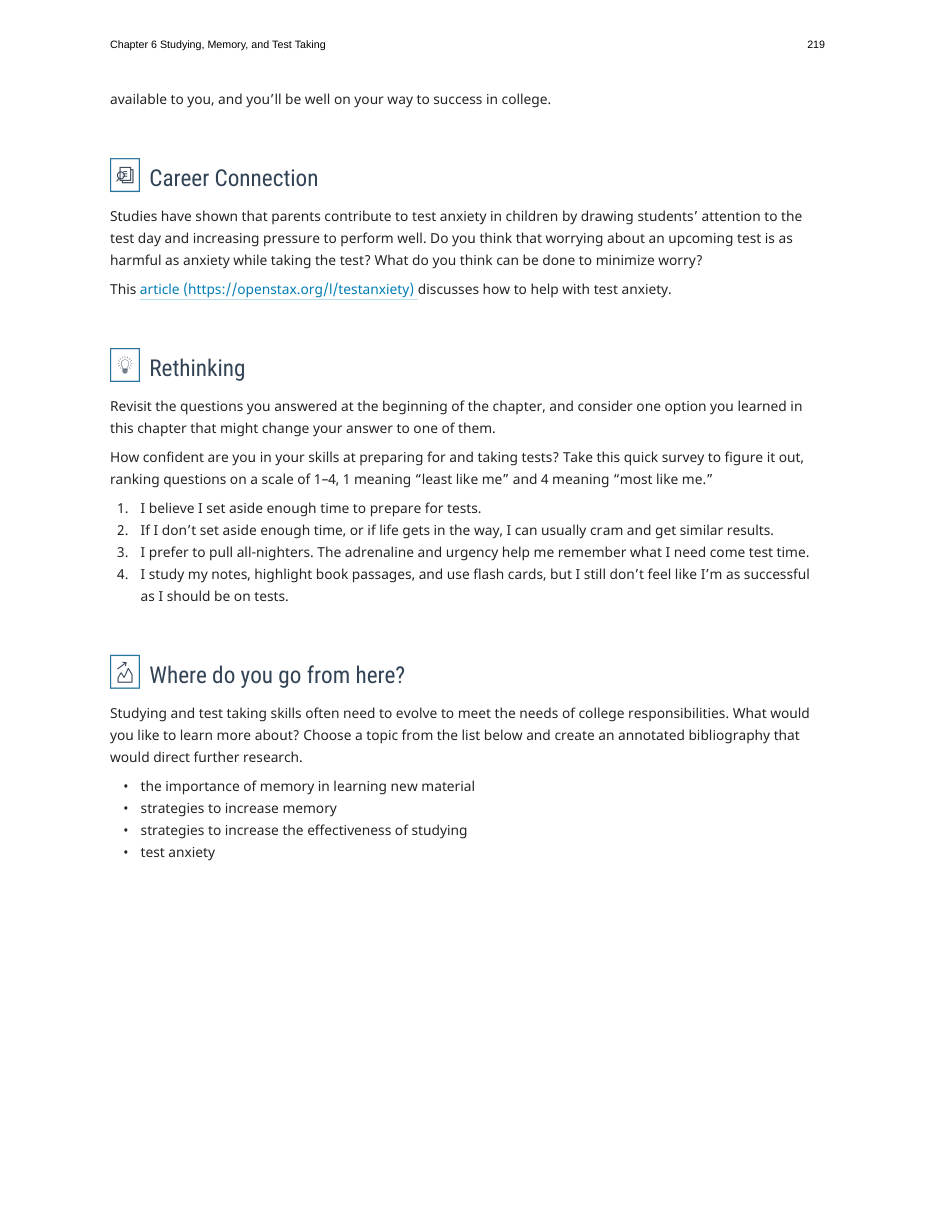 Chapter 6 Studying, Memory, and Test Taking 219
available to you, and you’ll be well on your way to success in college.
Career Connection
Studies have shown that parents contribute to test anxiety in children by drawing students’ attention to the
test day and increasing pressure to perform well. Do you think that worrying about an upcoming test is as
harmful as anxiety while taking the test? What do you think can be done to minimize worry?
This article (https://openstax.org/l/testanxiety) discusses how to help with test anxiety.
Rethinking
Revisit the questions you answered at the beginning of the chapter, and consider one option you learned in
this chapter that might change your answer to one of them.
How confident are you in your skills at preparing for and taking tests? Take this quick survey to figure it out,
ranking questions on a scale of 1–4, 1 meaning “least like me” and 4 meaning “most like me.”
1. I believe I set aside enough time to prepare for tests.
2. If I don’t set aside enough time, or if life gets in the way, I can usually cram and get similar results.
3. I prefer to pull all-nighters. The adrenaline and urgency help me remember what I need come test time.
4. I study my notes, highlight book passages, and use flash cards, but I still don’t feel like I’m as successful
as I should be on tests.
Where do you go from here?
Studying and test taking skills often need to evolve to meet the needs of college responsibilities. What would
you like to learn more about? Choose a topic from the list below and create an annotated bibliography that
would direct further research.
• the importance of memory in learning new material
• strategies to increase memory
• strategies to increase the effectiveness of studying
• test anxiety